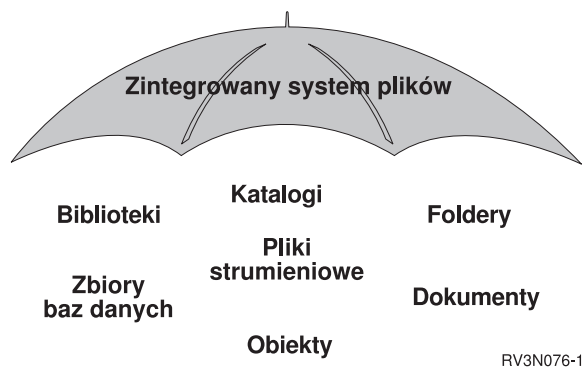 Zintegrowany system plików
Katalogi
Biblioteki
Foldery
Pliki
strumieniowe
Zbiory
baz danych
Dokumenty
Obiekty
RV3N076-1